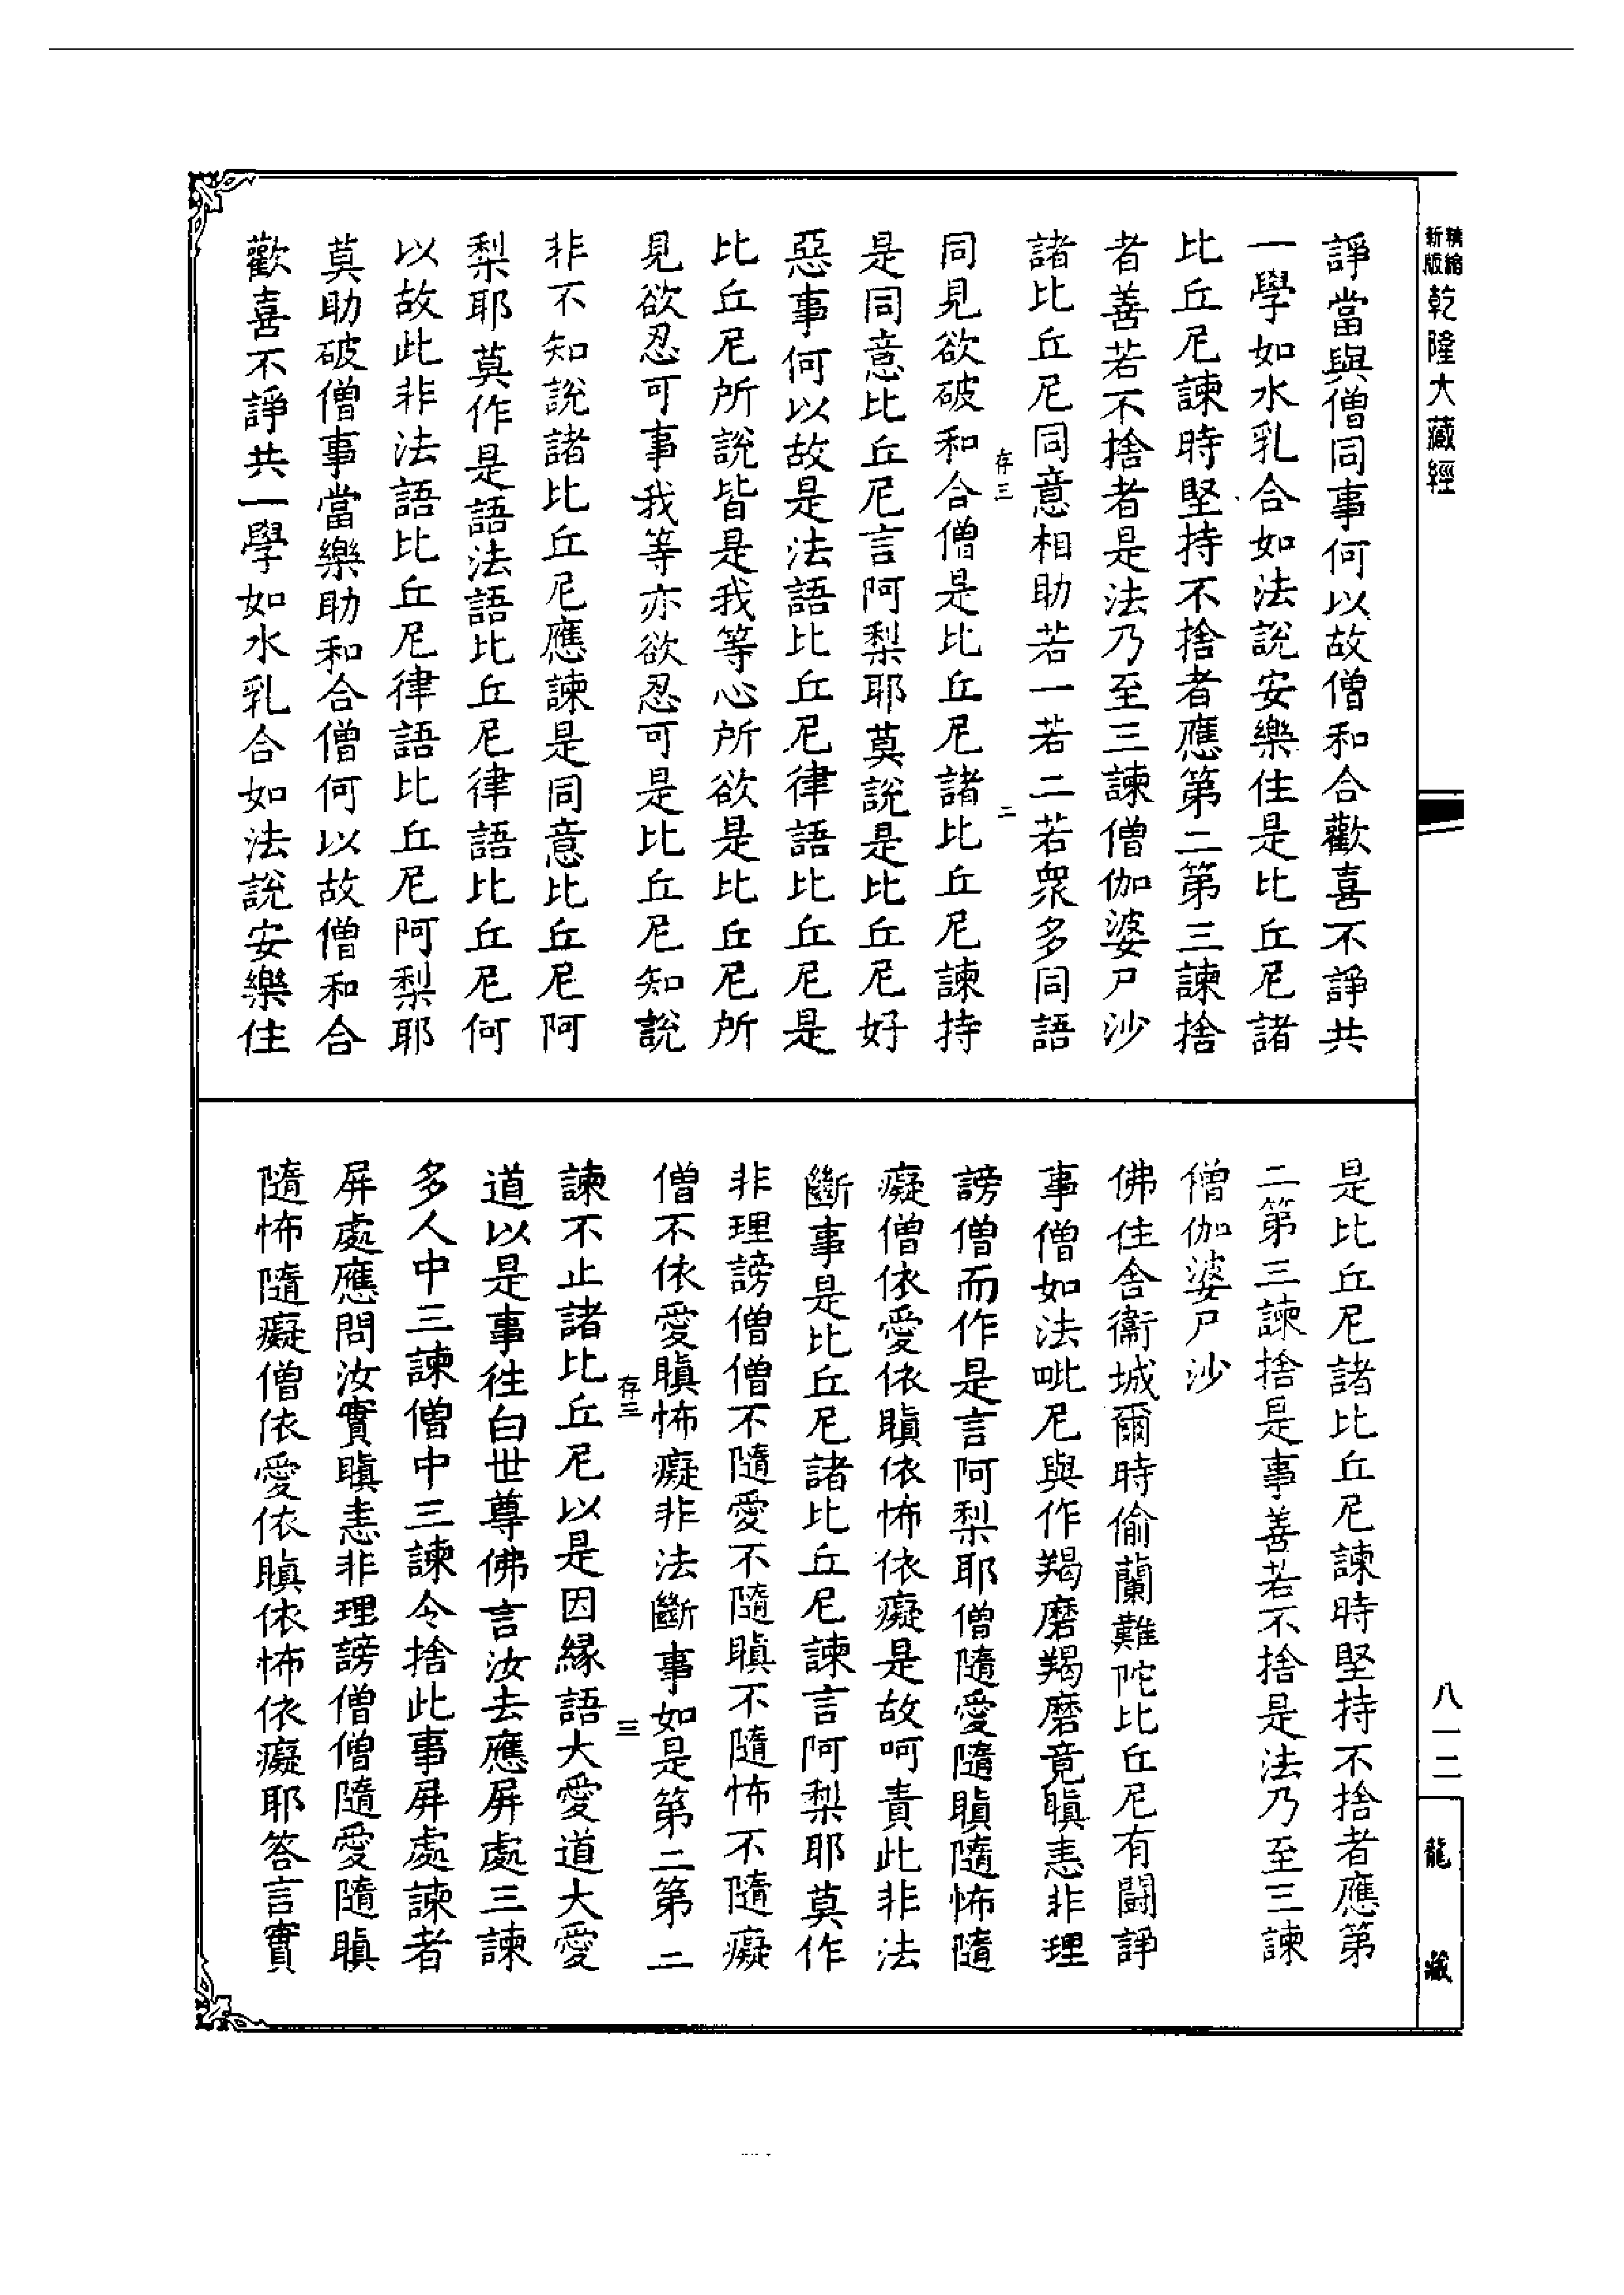 精縮
新版
乾隆大藏經
諍當與僧同事何以故僧和合歡喜不諍共
一學如水乳合如法說安樂住是比丘尼諸
比丘尼諫時堅持不捨者應第二第三諫捨
者善若不捨者是法乃至三諫僧伽婆尸沙
諸比丘尼同意相助若一若二若眾多同語
存三 二
同見欲破和合僧是比丘尼諸比丘尼諫持
是同意比丘尼言阿梨耶莫說是比丘尼好
惡事何以故是法語比丘尼律語比丘尼是
比丘尼所說皆是我等心所欲是比丘尼所
見欲忍可事我等亦欲忍可是比丘尼知說
非不知說諸比丘尼應諫是同意比丘尼阿
梨耶莫作是語法語比丘尼律語比丘尼何
以故此非法語比丘尼律語比丘尼阿梨耶
莫助破僧事當樂助和合僧何以故僧和合
歡喜不諍共一學如水乳合如法說安樂住
是比丘尼諸比丘尼諫時堅持不捨者應第
二第三諫捨是事善若不捨是法乃至三諫
僧伽婆尸沙
佛住舍衞城爾時偷蘭難陀比丘尼有鬪諍
事僧如法毗尼與作羯磨羯磨竟瞋恚非理
謗僧而作是言阿梨耶僧隨愛隨瞋隨怖隨
癡僧依愛依瞋依怖依癡是故呵責此非法
斷事是比丘尼諸比丘尼諫言阿梨耶莫作
非理謗僧僧不隨愛不隨瞋不隨怖不隨癡
僧不依愛瞋怖癡非法斷事如是第二第三
存三 三
諫不止諸比丘尼以是因緣語大愛道大愛
道以是事往白世尊佛言汝去應屏處三諫
多人中三諫僧中三諫令捨此事屏處諫者
屏處應問汝實瞋恚非理謗僧僧隨愛隨瞋
隨怖隨癡僧依愛依瞋依怖依癡耶答言實
八一二
龍藏